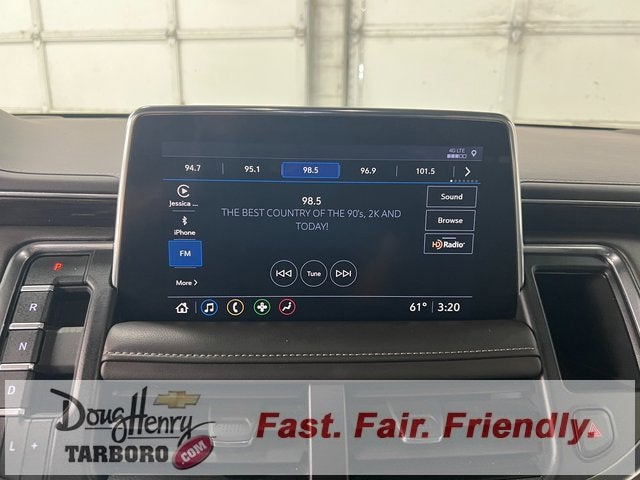 4G LTE
94.7 95.1 98.5 96.9 101.5
Jessica ...
98.5
THE BEST COUNTRY OF THE 90's, 2K AND
TODAY!
Sound
Browse
HD Radio
iPhone
FM
More
Tune
61° 3:20
P
R
N
D
L +
Doug Henry
TARBORO.COM
Fast. Fair. Friendly.